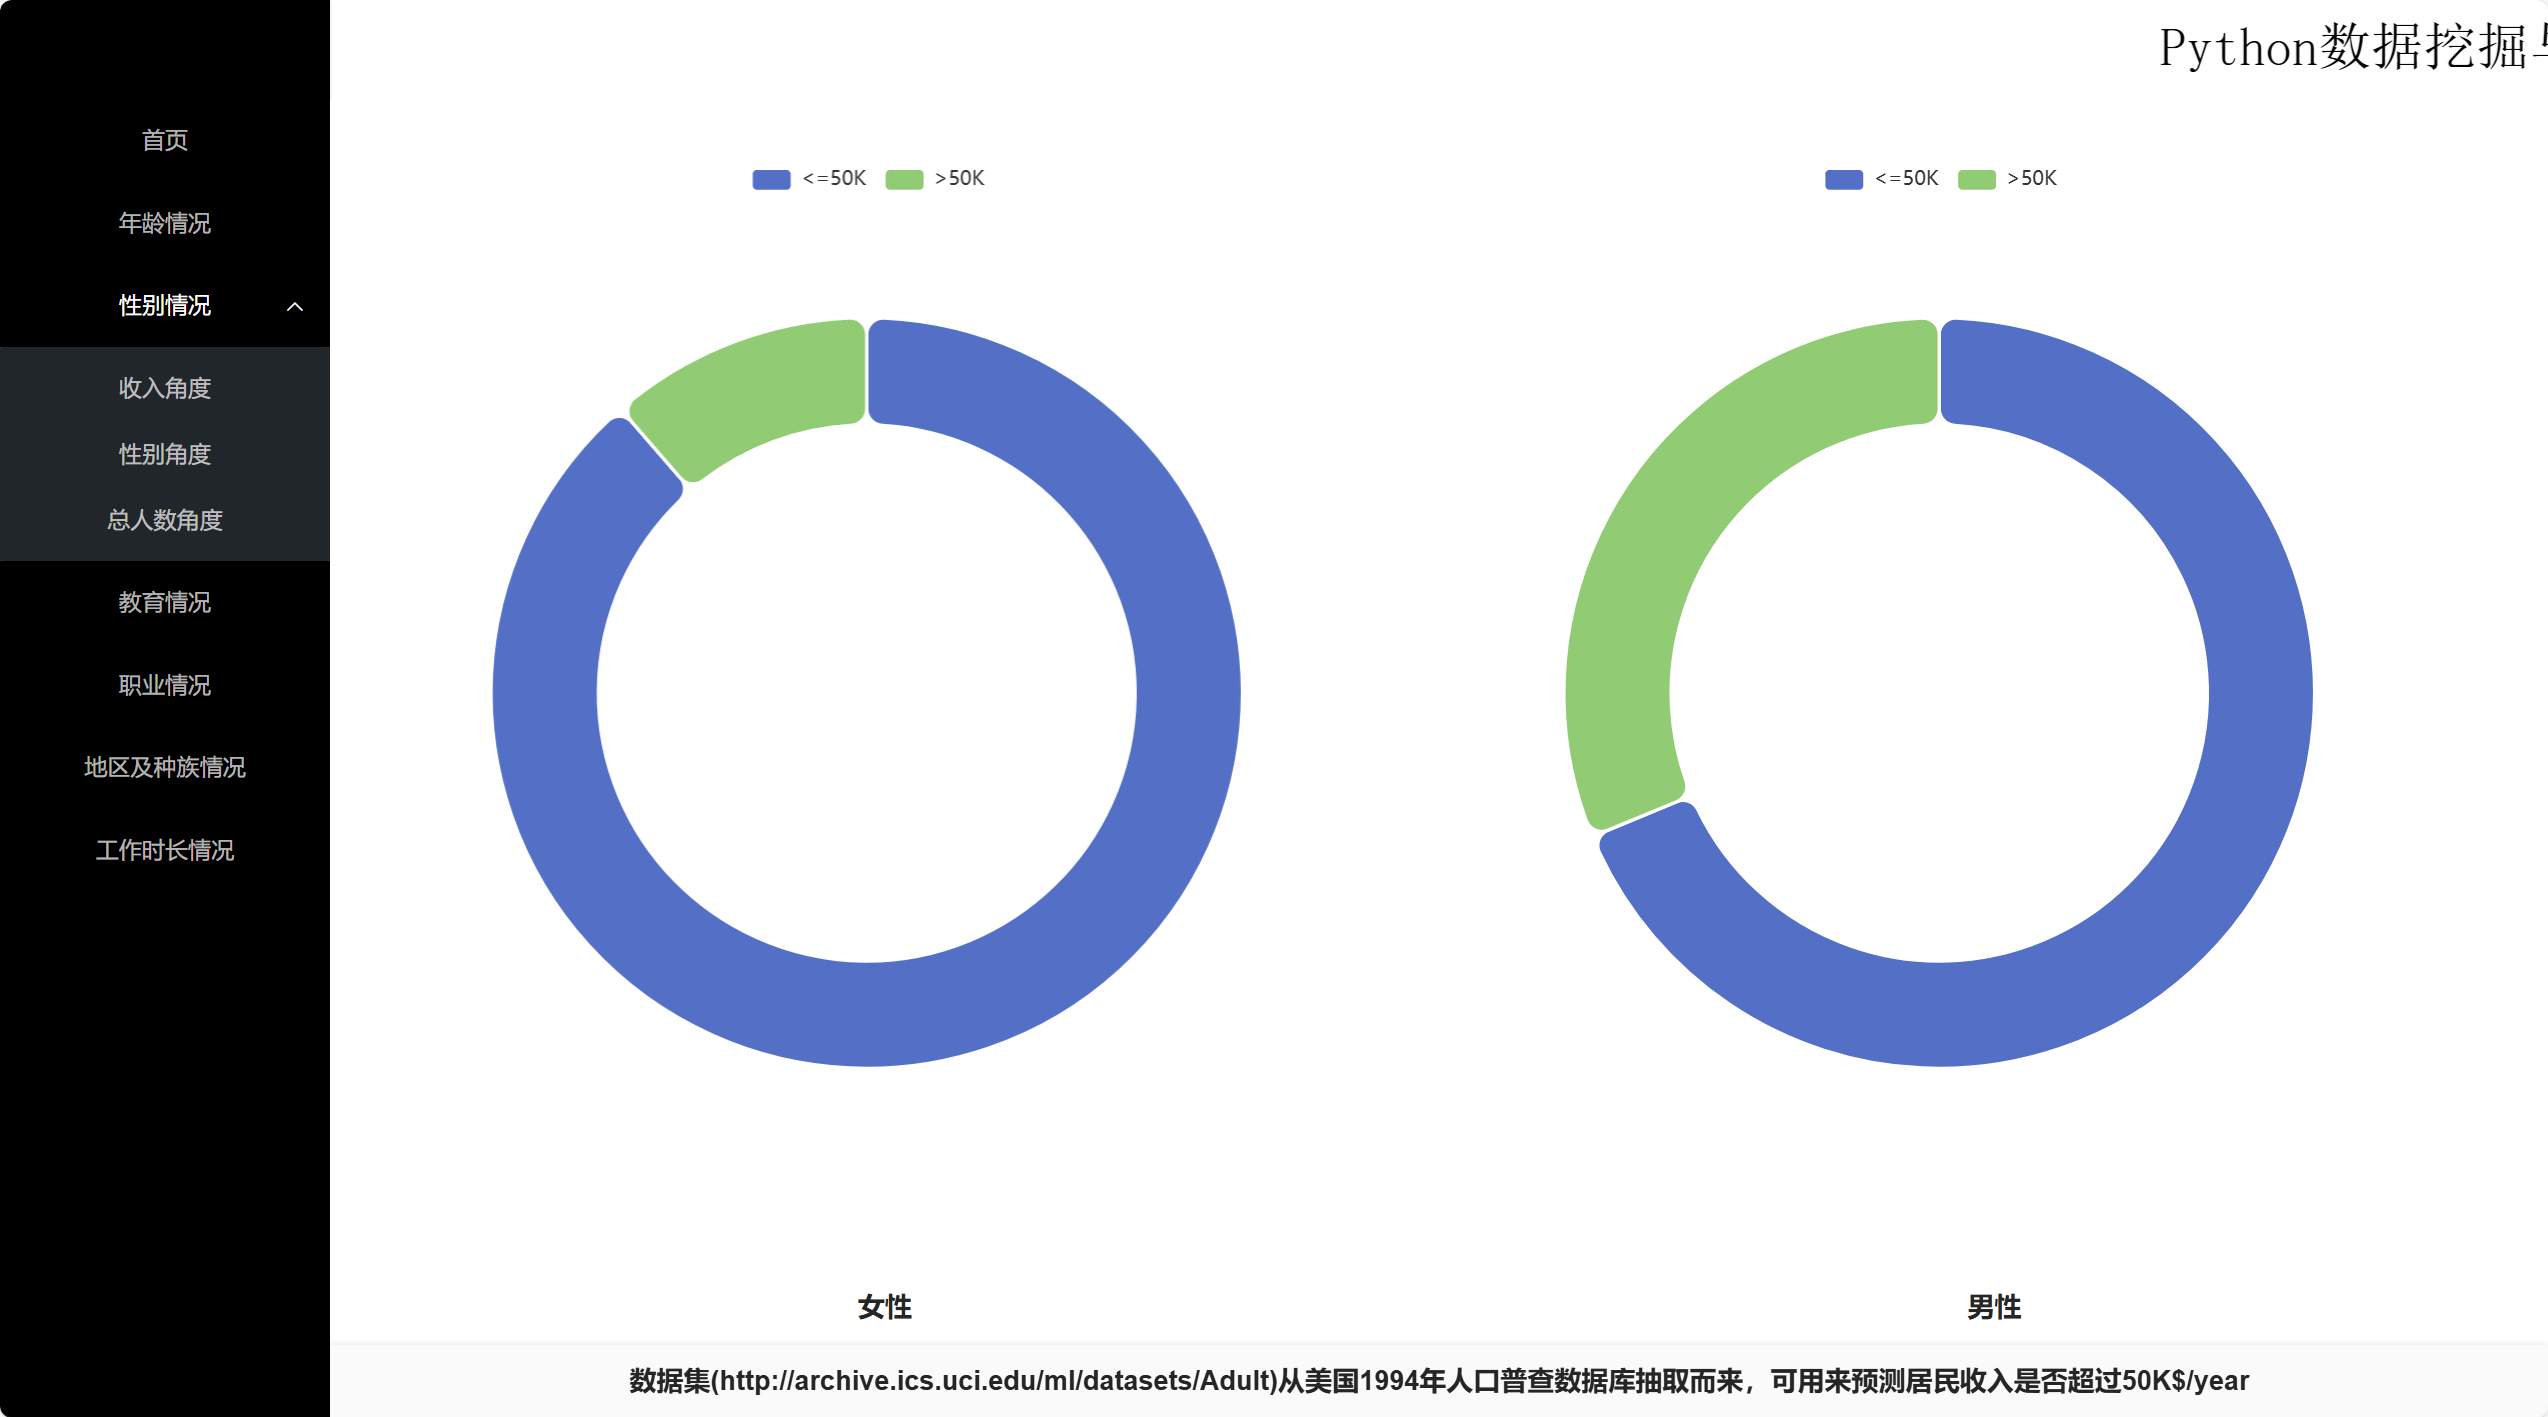 Python数据挖掘
首页
年龄情况
性别情况
收入角度
性别角度
总人数角度
教育情况
职业情况
地区及种族情况
工作时长情况
<=50K >50K
<=50K >50K
女性
男性
数据集(http://archive.ics.uci.edu/ml/datasets/Adult)从美国1994年人口普查数据库抽取而来，可用来预测居民收入是否超过50K$/year